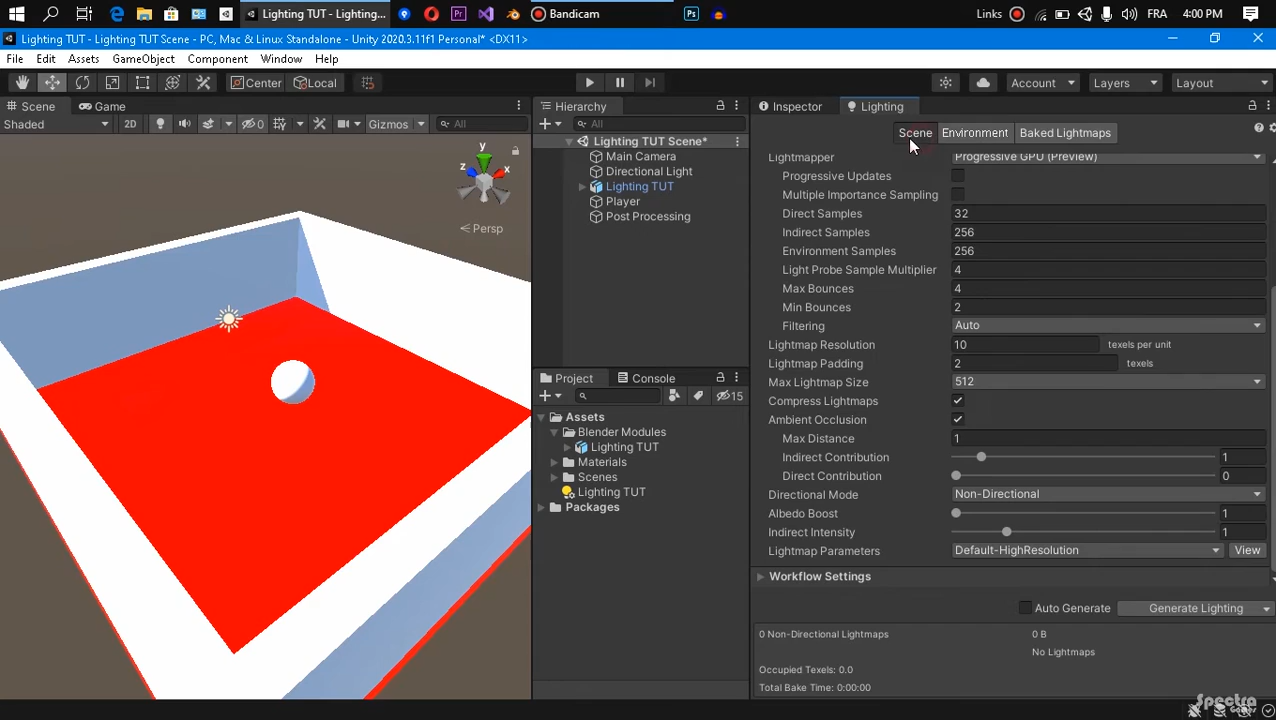 Lighting TUT - Lighting... Bandicam Links FRA 4:00 PM
Lighting TUT - Lighting TUT Scene - PC, Mac & Linux Standalone - Unity 2020.3.11f1 Personal* <DX11>
File Edit Assets GameObject Component Window Help
Center Local Account Layers Layout
Scene Game
Shaded 2D 0 Gizmos All
y
x
z
Persp
Hierarchy
All
Lighting TUT Scene*
Main Camera
Directional Light
Lighting TUT
Player
Post Processing
Project Console
15
Assets
Blender Modules
Lighting TUT
Materials
Scenes
Lighting TUT
Packages
Inspector Lighting
Scene Environment Baked Lightmaps
Lightmapper Progressive GPU (Preview)
Progressive Updates
Multiple Importance Sampling
Direct Samples 32
Indirect Samples 256
Environment Samples 256
Light Probe Sample Multiplier 4
Max Bounces 4
Min Bounces 2
Filtering Auto
Lightmap Resolution 10 texels per unit
Lightmap Padding 2 texels
Max Lightmap Size 512
Compress Lightmaps
Ambient Occlusion
Max Distance 1
Indirect Contribution 1
Direct Contribution 0
Directional Mode Non-Directional
Albedo Boost 1
Indirect Intensity 1
Lightmap Parameters Default-HighResolution View
Workflow Settings
Auto Generate Generate Lighting
0 Non-Directional Lightmaps 0 B
No Lightmaps
Occupied Texels: 0.0
Total Bake Time: 0:00:00
Spectra
Games